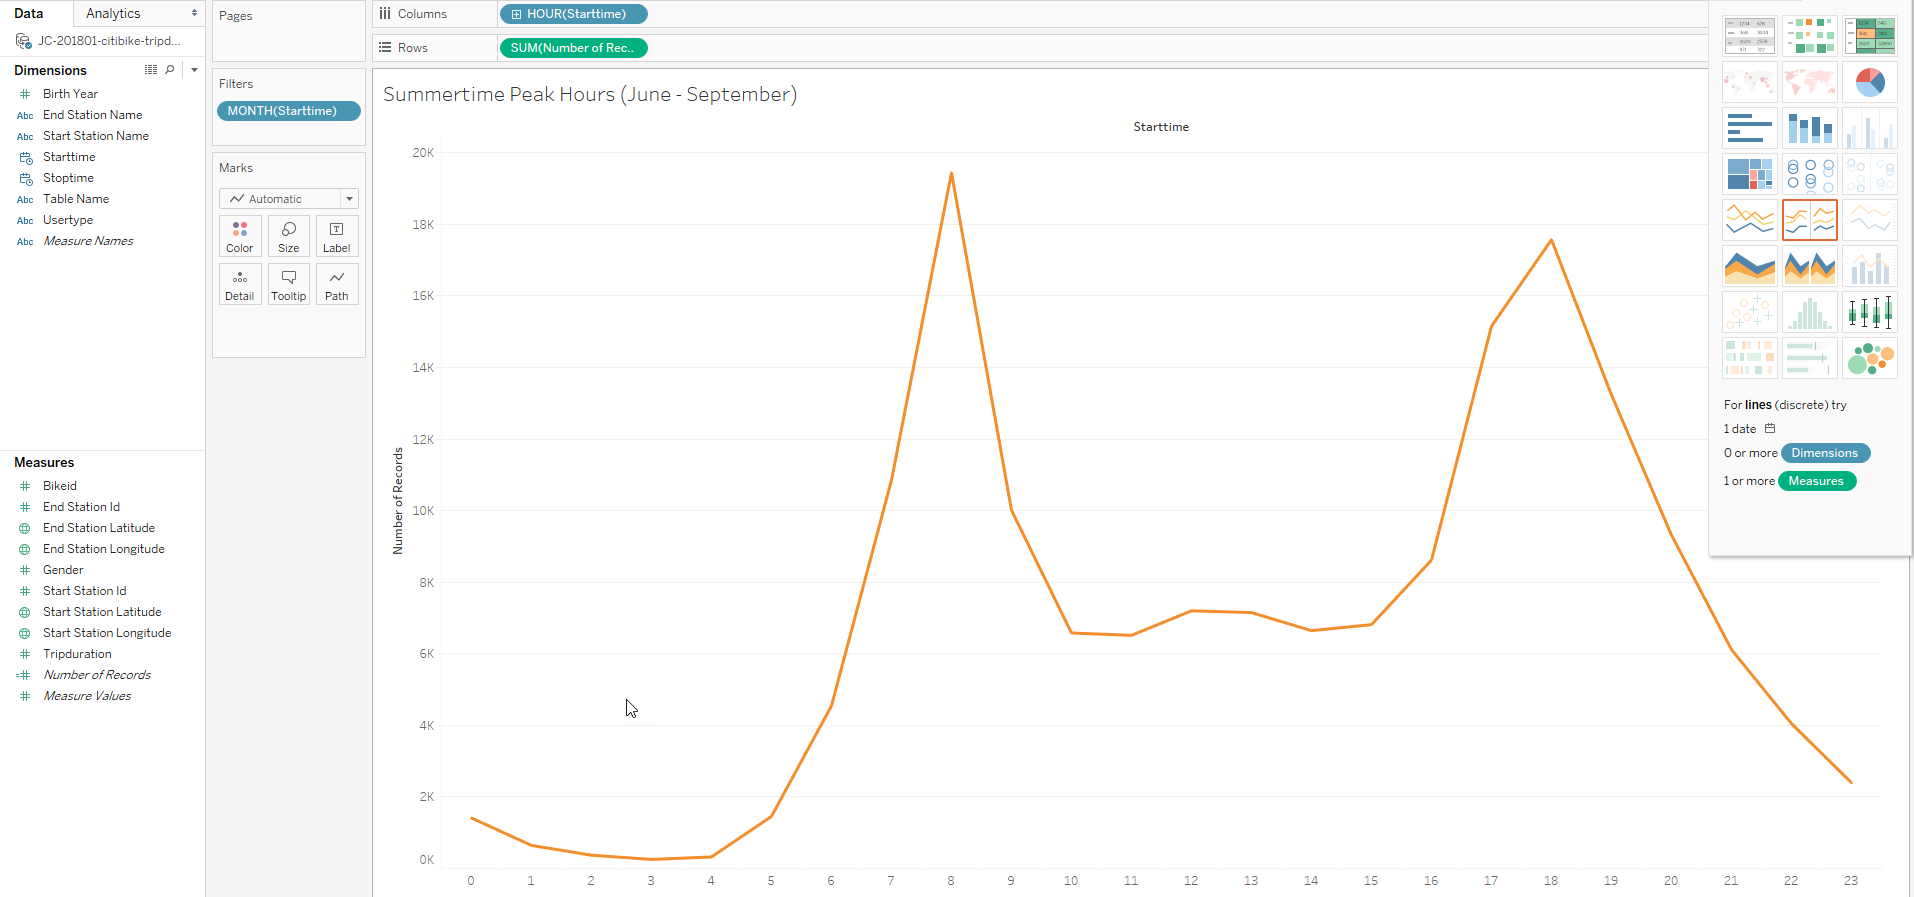 Data
Analytics
JC-201801-citibike-tripd...
Dimensions
Birth Year
Abc End Station Name
Abc Start Station Name
Starttime
Stoptime
Abc Table Name
Abc Usertype
Abc Measure Names
Measures
Bikeid
End Station Id
End Station Latitude
End Station Longitude
Gender
Start Station Id
Start Station Latitude
Start Station Longitude
Tripduration
Number of Records
Measure Values
Pages
Filters
MONTH(Starttime)
Marks
Automatic
Color
Size
Label
Detail
Tooltip
Path
Columns
HOUR(Starttime)
Rows
SUM(Number of Rec..
Summertime Peak Hours (June - September)
Starttime
Number of Records
20K
18K
16K
14K
12K
10K
8K
6K
4K
2K
0K
0 1 2 3 4 5 6 7 8 9 10 11 12 13 14 15 16 17 18 19 20 21 22 23
For lines (discrete) try
1 date
0 or more Dimensions
1 or more Measures